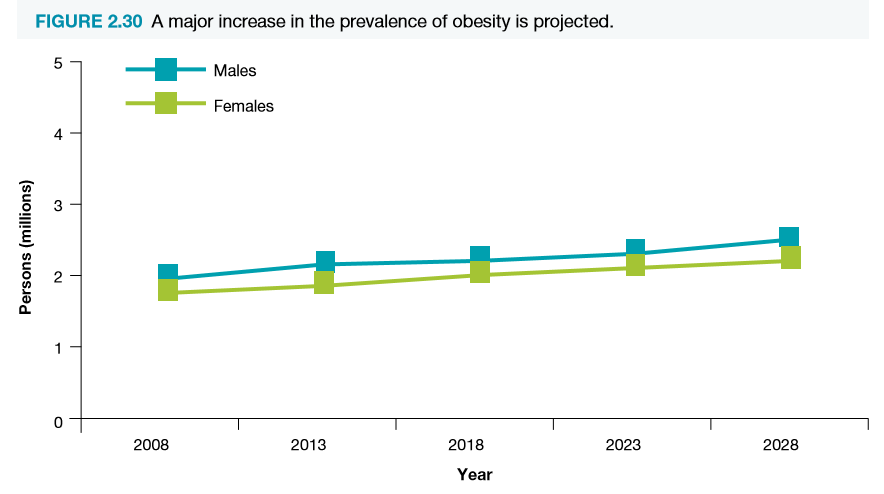 FIGURE 2.30 A major increase in the prevalence of obesity is projected.
5
Males
Females
4
3
2
1
0
Persons (millions)
2008 2013 2018 2023 2028
Year